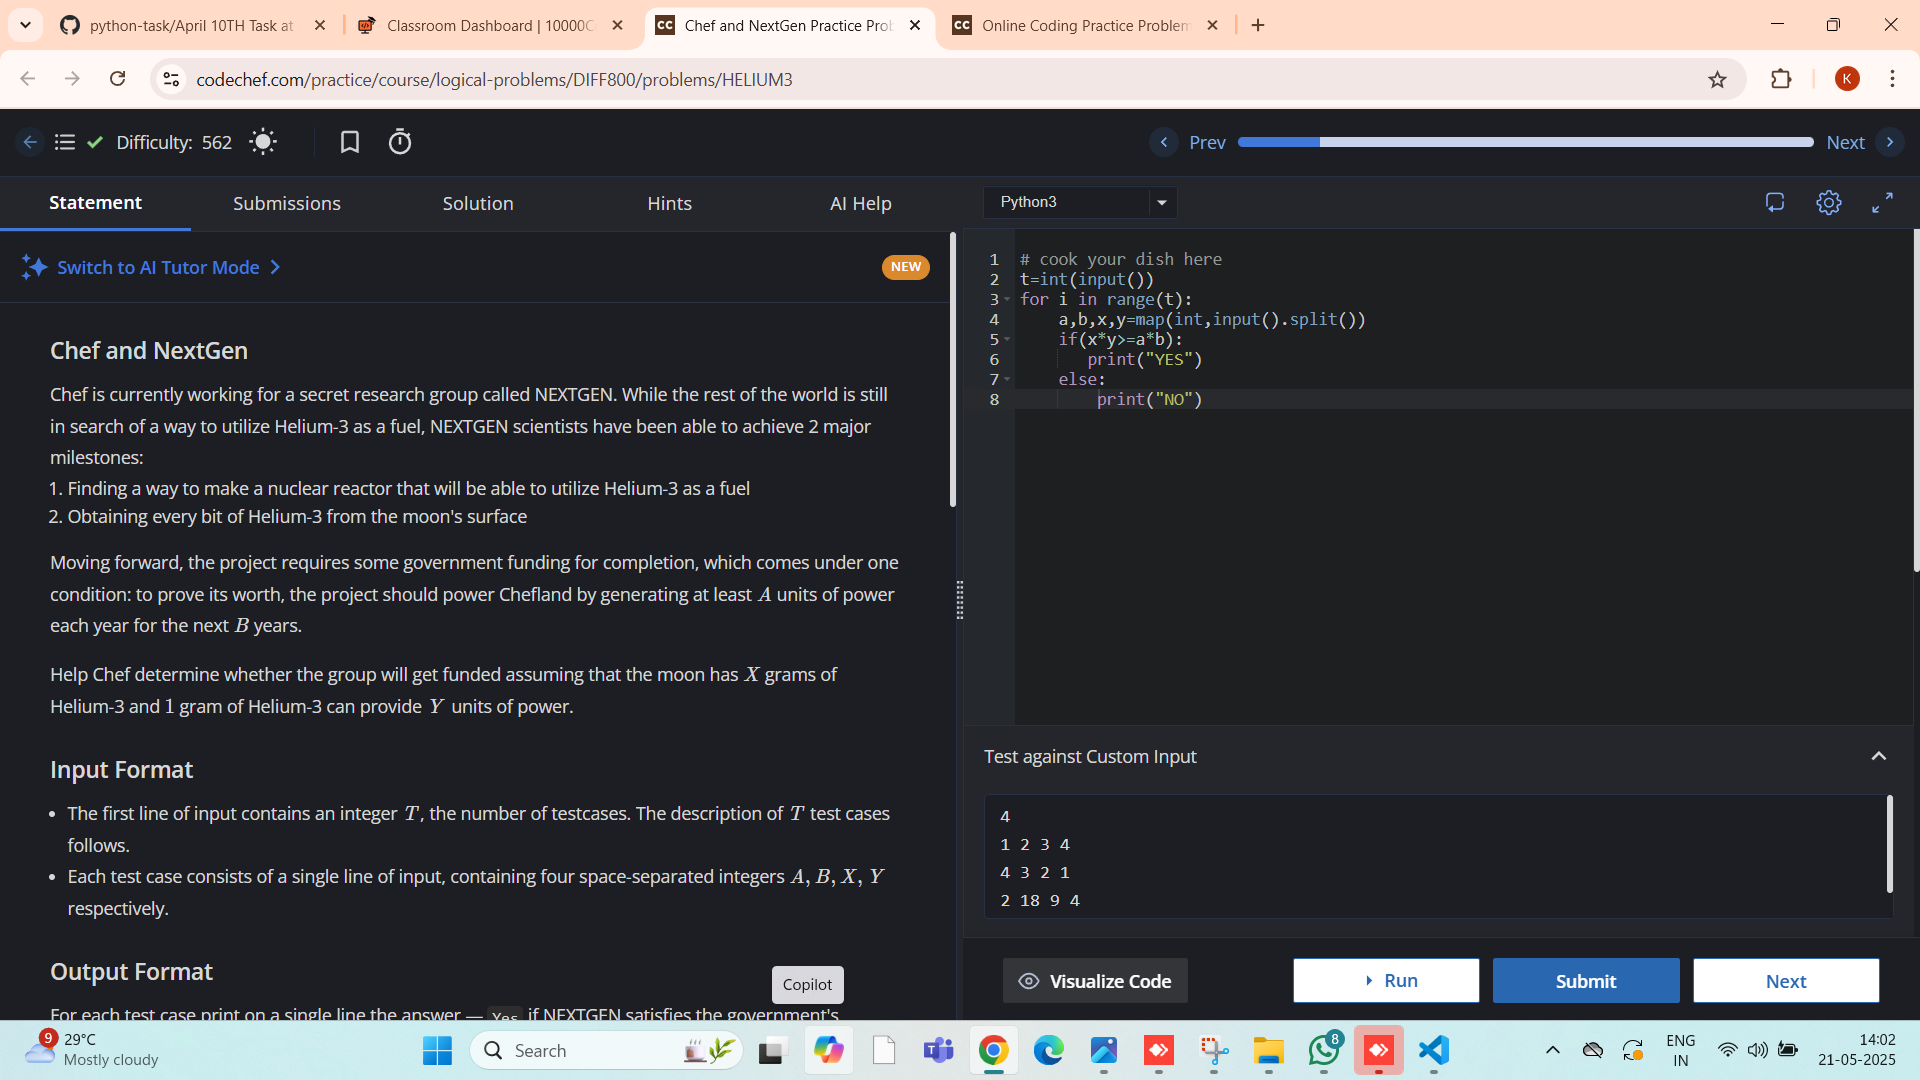 python-task/April 10TH Task at
Classroom Dashboard | 10000C
Chef and NextGen Practice Prob
Online Coding Practice Problem
codechef.com/practice/course/logical-problems/DIFF800/problems/HELIUM3
K
Difficulty: 562
Prev
Next
Statement
Submissions
Solution
Hints
AI Help
Python3
Switch to AI Tutor Mode
NEW
Chef and NextGen
Chef is currently working for a secret research group called NEXTGEN. While the rest of the world is still
in search of a way to utilize Helium-3 as a fuel, NEXTGEN scientists have been able to achieve 2 major
milestones:
1. Finding a way to make a nuclear reactor that will be able to utilize Helium-3 as a fuel
2. Obtaining every bit of Helium-3 from the moon's surface
Moving forward, the project requires some government funding for completion, which comes under one
condition: to prove its worth, the project should power Chefland by generating at least A units of power
each year for the next B years.
Help Chef determine whether the group will get funded assuming that the moon has X grams of
Helium-3 and 1 gram of Helium-3 can provide Y units of power.
Input Format
• The first line of input contains an integer T, the number of testcases. The description of T test cases
follows.
• Each test case consists of a single line of input, containing four space-separated integers A, B, X, Y
respectively.
Output Format
For each test case print on a single line the answer — Yes if NEXTGEN satisfies the government's
Copilot
1 # cook your dish here
2 t=int(input())
3 for i in range(t):
4 a,b,x,y=map(int,input().split())
5 if(x*y>=a*b):
6 print("YES")
7 else:
8 print("NO")
Test against Custom Input
4
1 2 3 4
4 3 2 1
2 18 9 4
Visualize Code
Run
Submit
Next
9
29°C
Mostly cloudy
Search
8
ENG
IN
14:02
21-05-2025